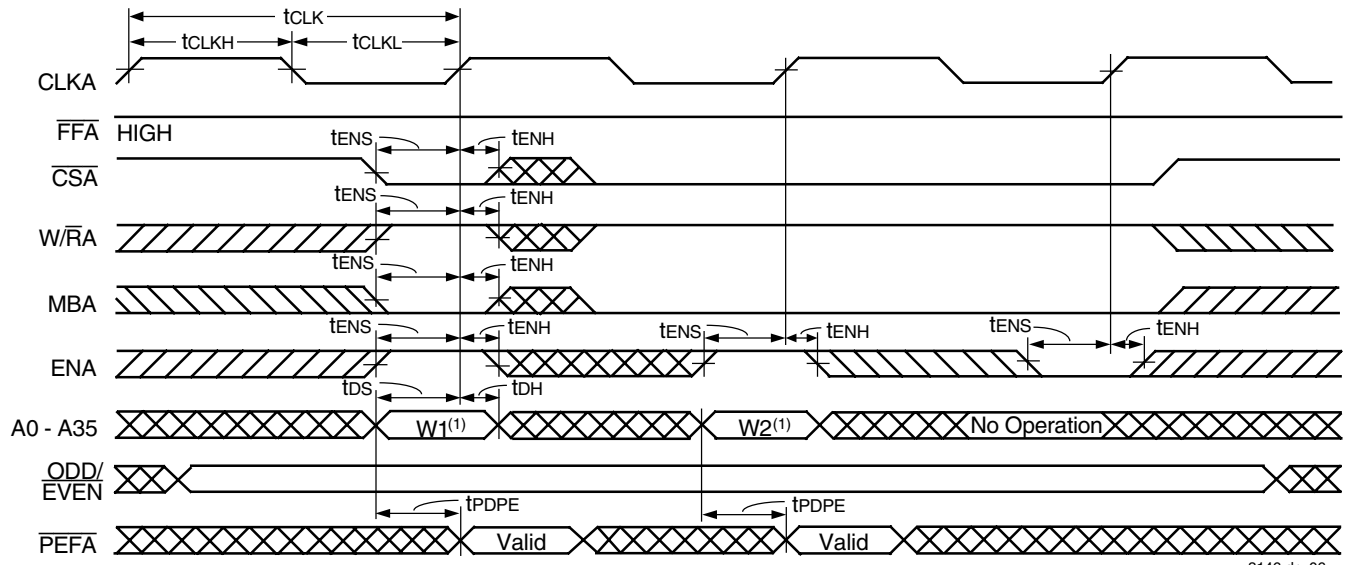 tCLK
tCLKH tCLKL
CLKA
FFA HIGH
tENS tENH
CSA
tENS tENH
W/RA
tENS tENH
MBA
tENS tENH tENS tENH tENS tENH
ENA
tDS tDH
A0 - A35 W1(1) W2(1) No Operation
ODD/
EVEN
tPDPE tPDPE
PEFA Valid Valid